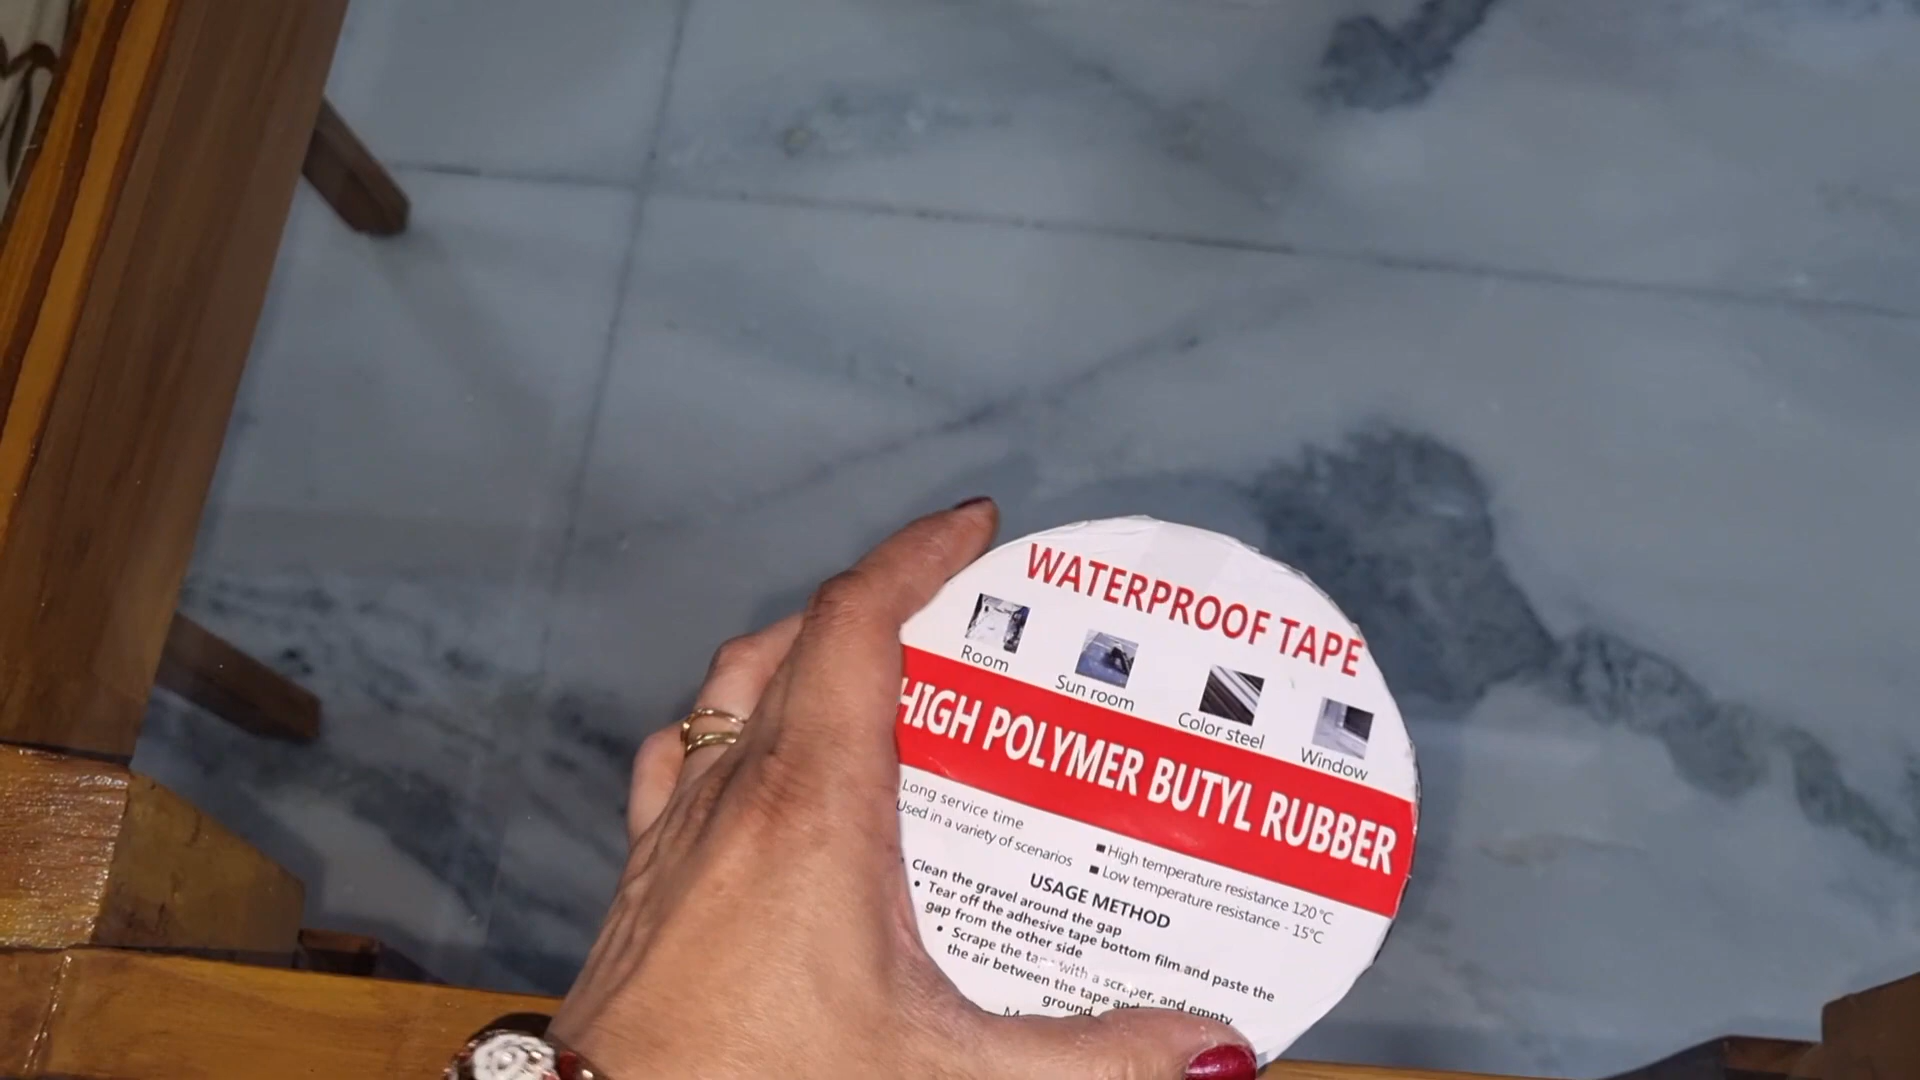 WATERPROOF TAPE
Room
Sun room
Color steel
Window
HIGH POLYMER BUTYL RUBBER
Long service time
Used in a variety of scenarios
■ High temperature resistance 120℃
■ Low temperature resistance - 15℃
USAGE METHOD
Clean the gravel around the gap
• Tear off the adhesive tape bottom film and paste the
gap from the other side
• Scrape the tape with a scraper, and empty
the air between the tape and
ground